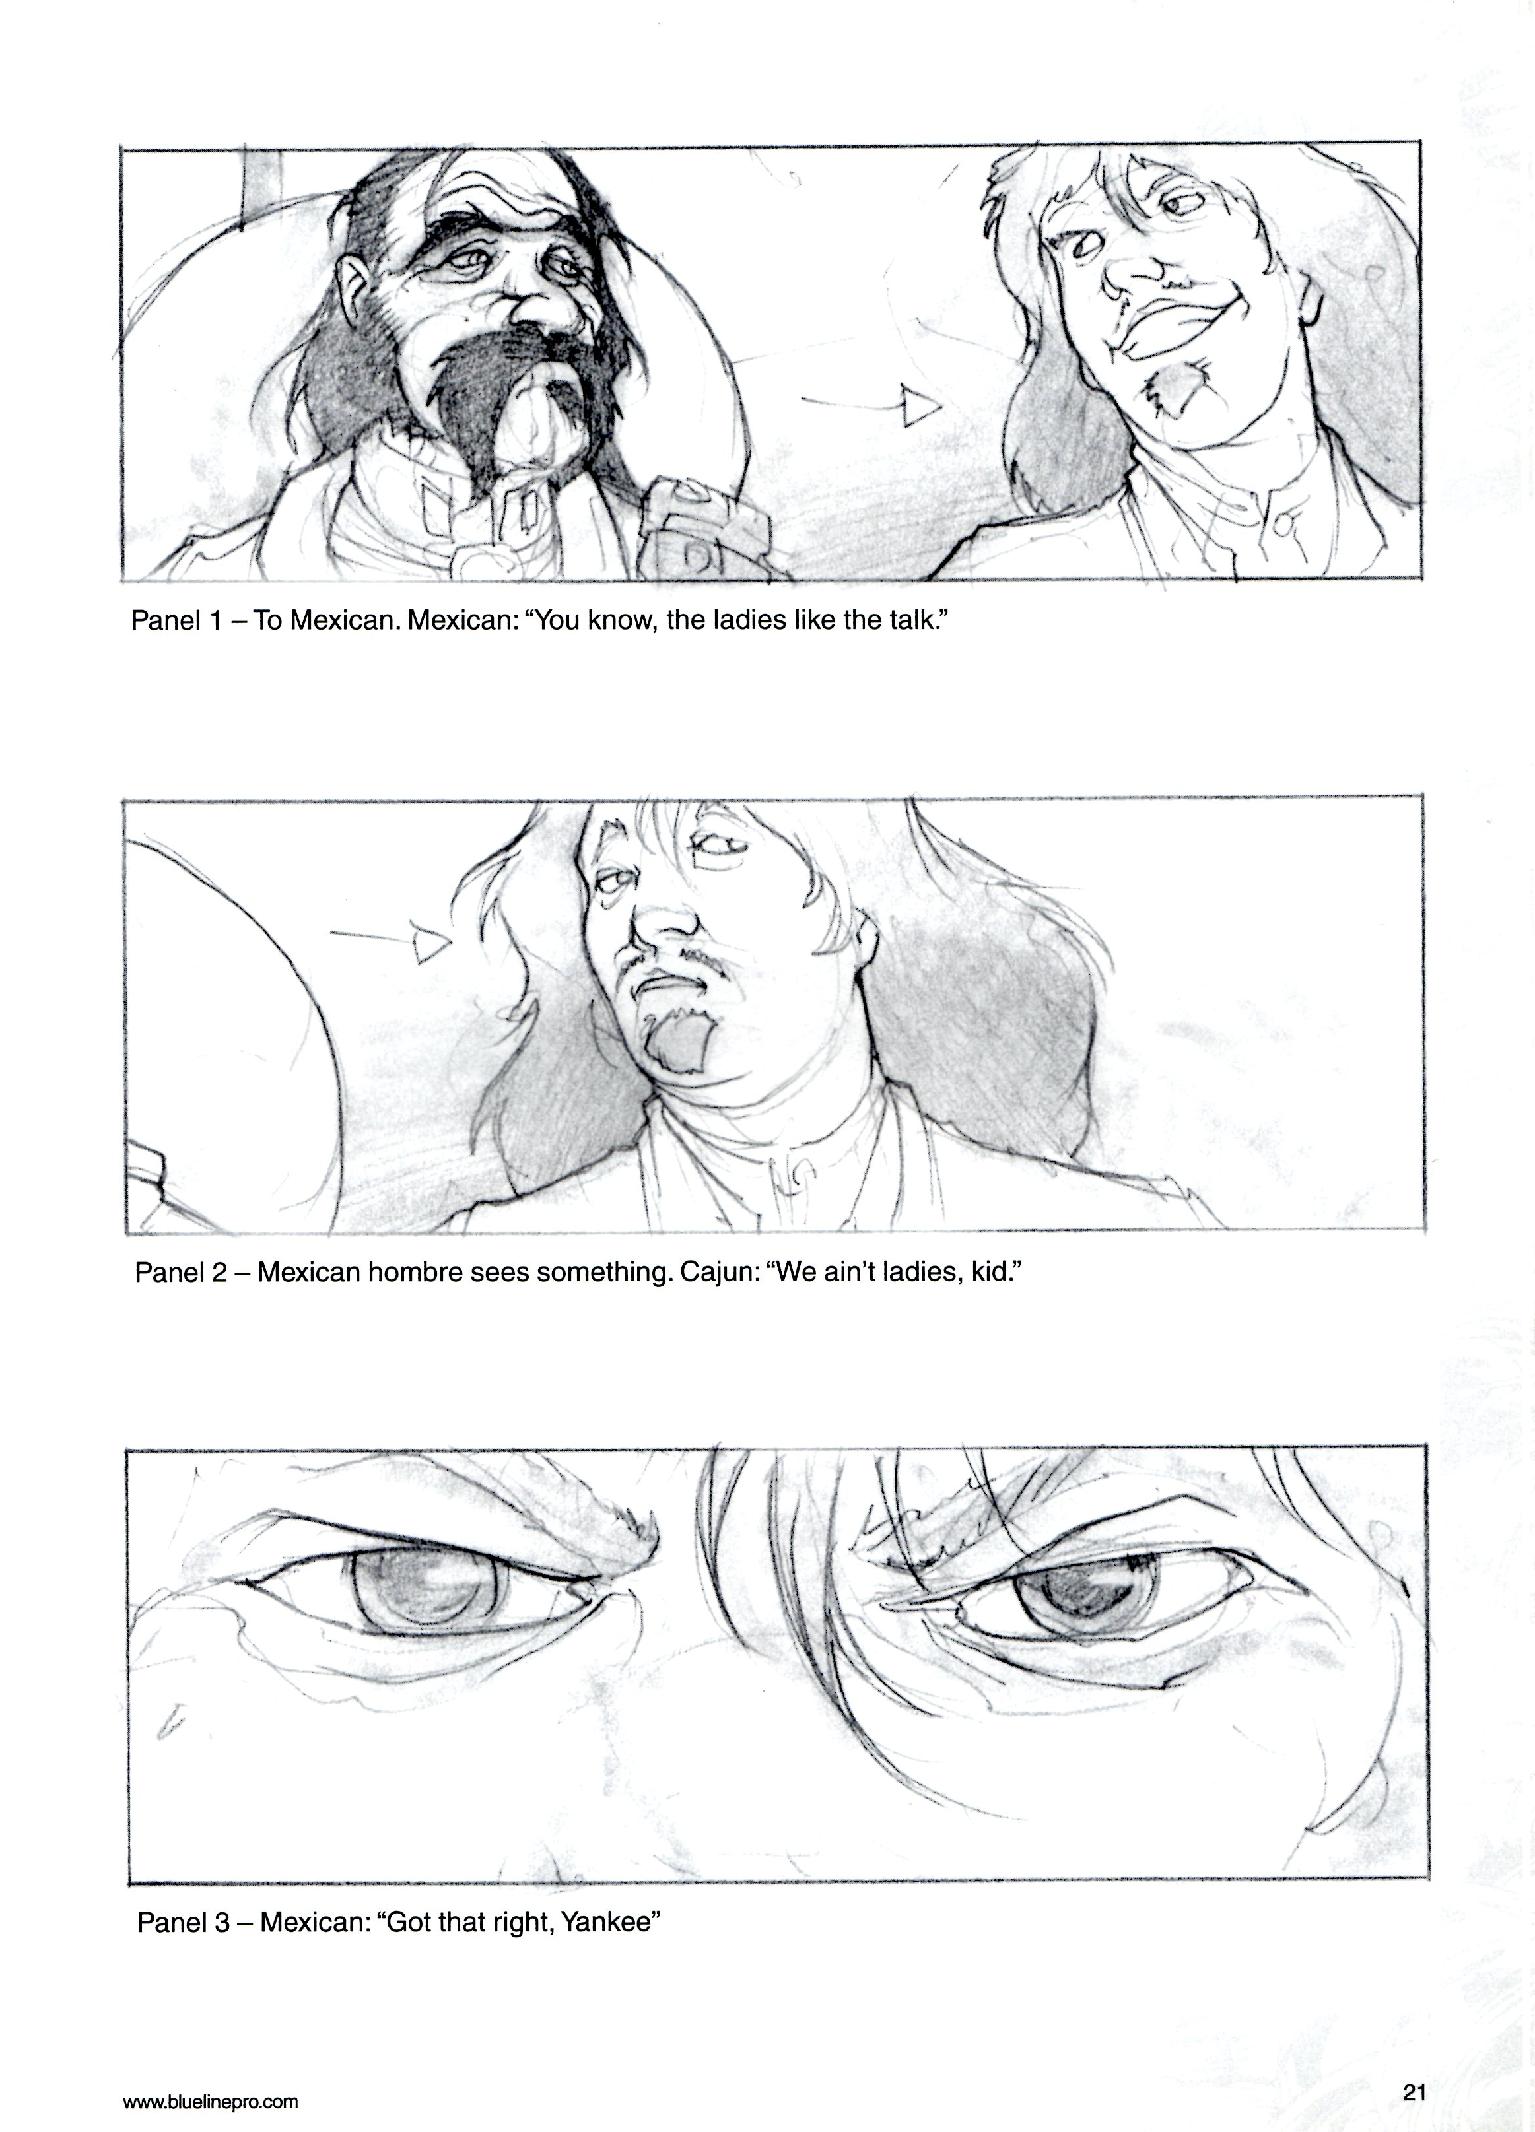 Panel 1 – To Mexican. Mexican: “You know, the ladies like the talk.”
Panel 2 – Mexican hombre sees something. Cajun: “We ain't ladies, kid.”
Panel 3 – Mexican: “Got that right, Yankee”
www.bluelinepro.com
21